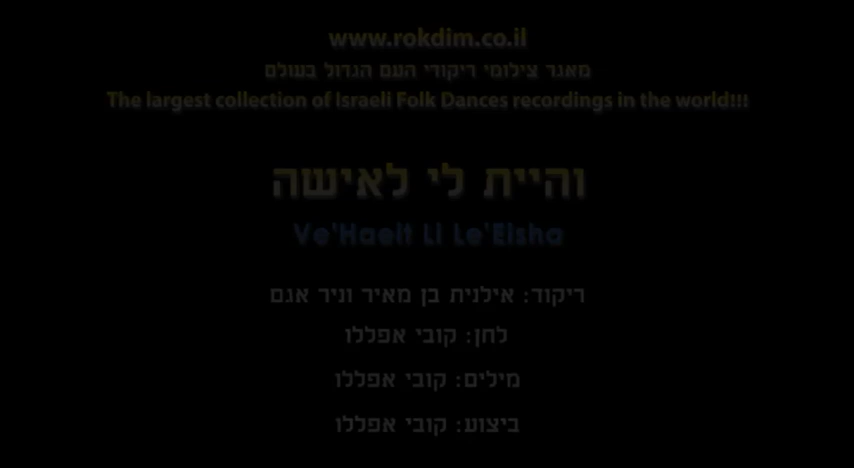 www.rokdim.co.il
מאגר צילומי ריקודי העם הגדול בעולם
The largest collection of Israeli Folk Dances recordings in the world!!!
והיית לי לאישה
Ve'Haeit Li Le'Eisha
ריקוד: אילנית בן מאיר וניר אגם
לחן: קובי אפללו
מילים: קובי אפללו
ביצוע: קובי אפללו